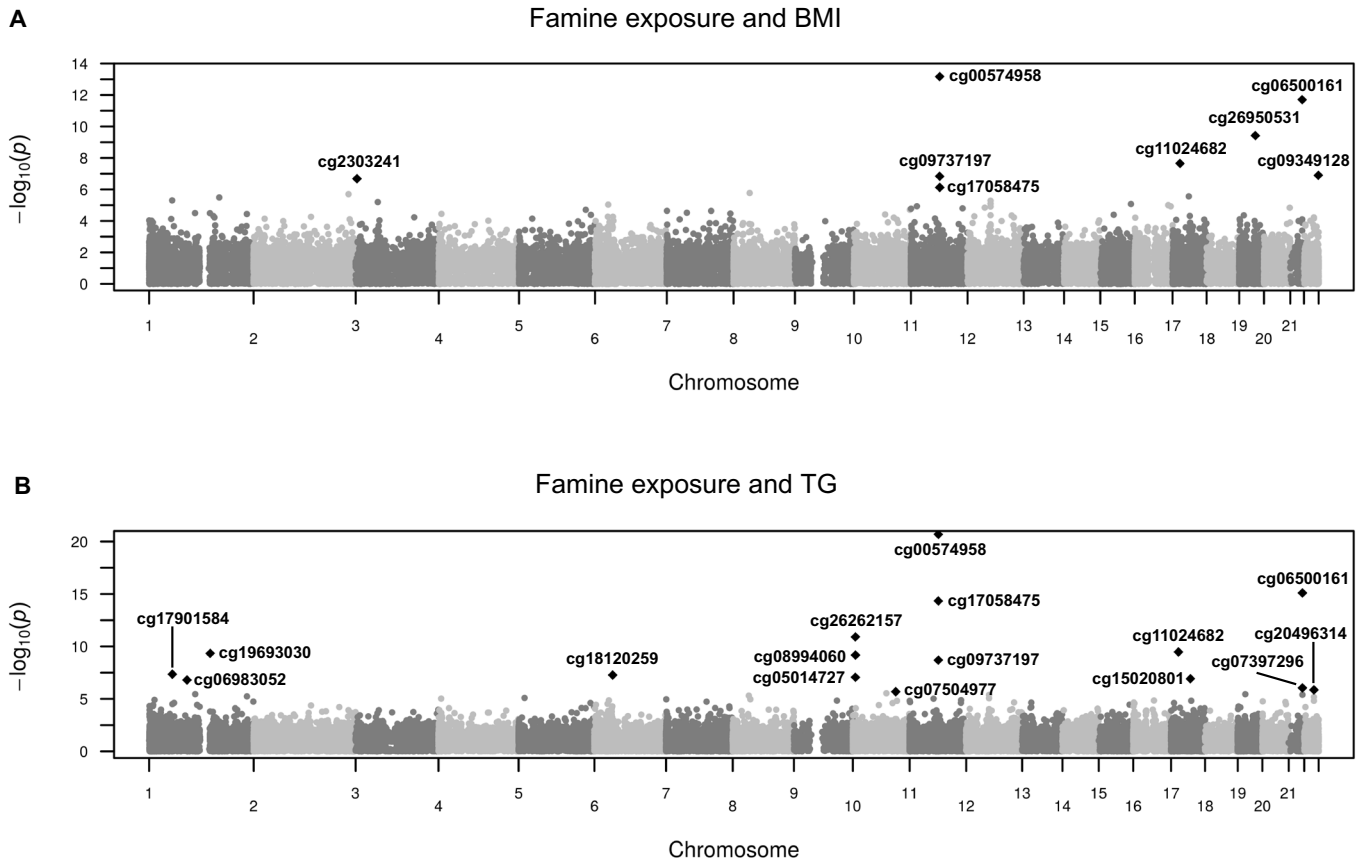 A
Famine exposure and BMI
14
12
10
8
6
4
2
0
−log10(p)
cg00574958
cg06500161
cg26950531
cg11024682
cg2303241
cg09737197
cg09349128
cg17058475
1 3 4 5 6 7 8 9 11 13 15 16 17 19 21
2 10 12 14 18 20
Chromosome
B
Famine exposure and TG
20
15
10
5
0
−log10(p)
cg00574958
cg06500161
cg17058475
cg17901584
cg26262157
cg11024682
cg20496314
cg19693030
cg18120259
cg08994060
cg09737197
cg07397296
cg06983052
cg05014727
cg07504977
cg15020801
1 2 3 4 5 6 7 8 9 11 13 15 16 17 19 21
10 12 14 18 20
Chromosome